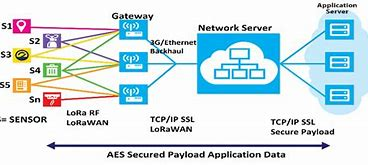 Application
Server
Gateway
Network Server
S1
S2
S3
S4
S5
Sn
3G/Ethernet
Backhaul
S= SENSOR
LoRa RF
LoRaWAN
TCP/IP SSL
LoRaWAN
TCP/IP SSL
Secure Payload
AES Secured Payload Application Data